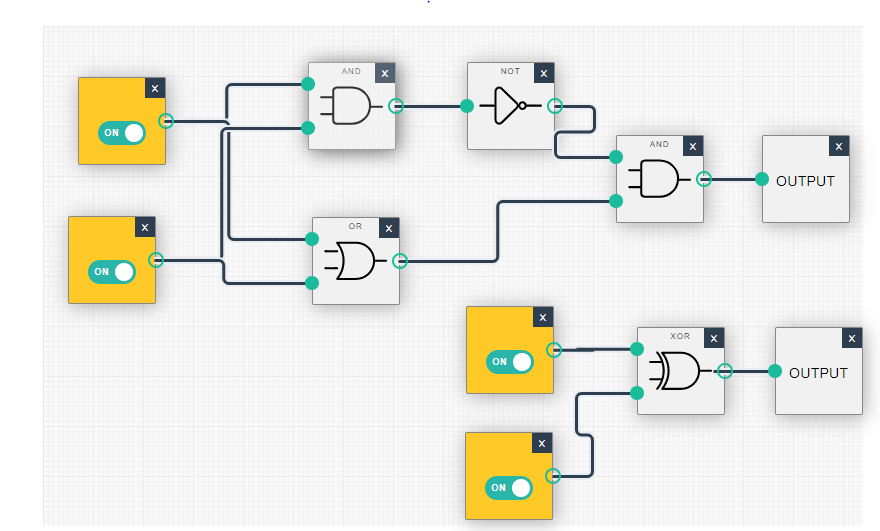 AND x
NOT x
x
ON
AND x
x
OUTPUT
x
ON
OR x
x
ON
XOR x
x
OUTPUT
x
ON